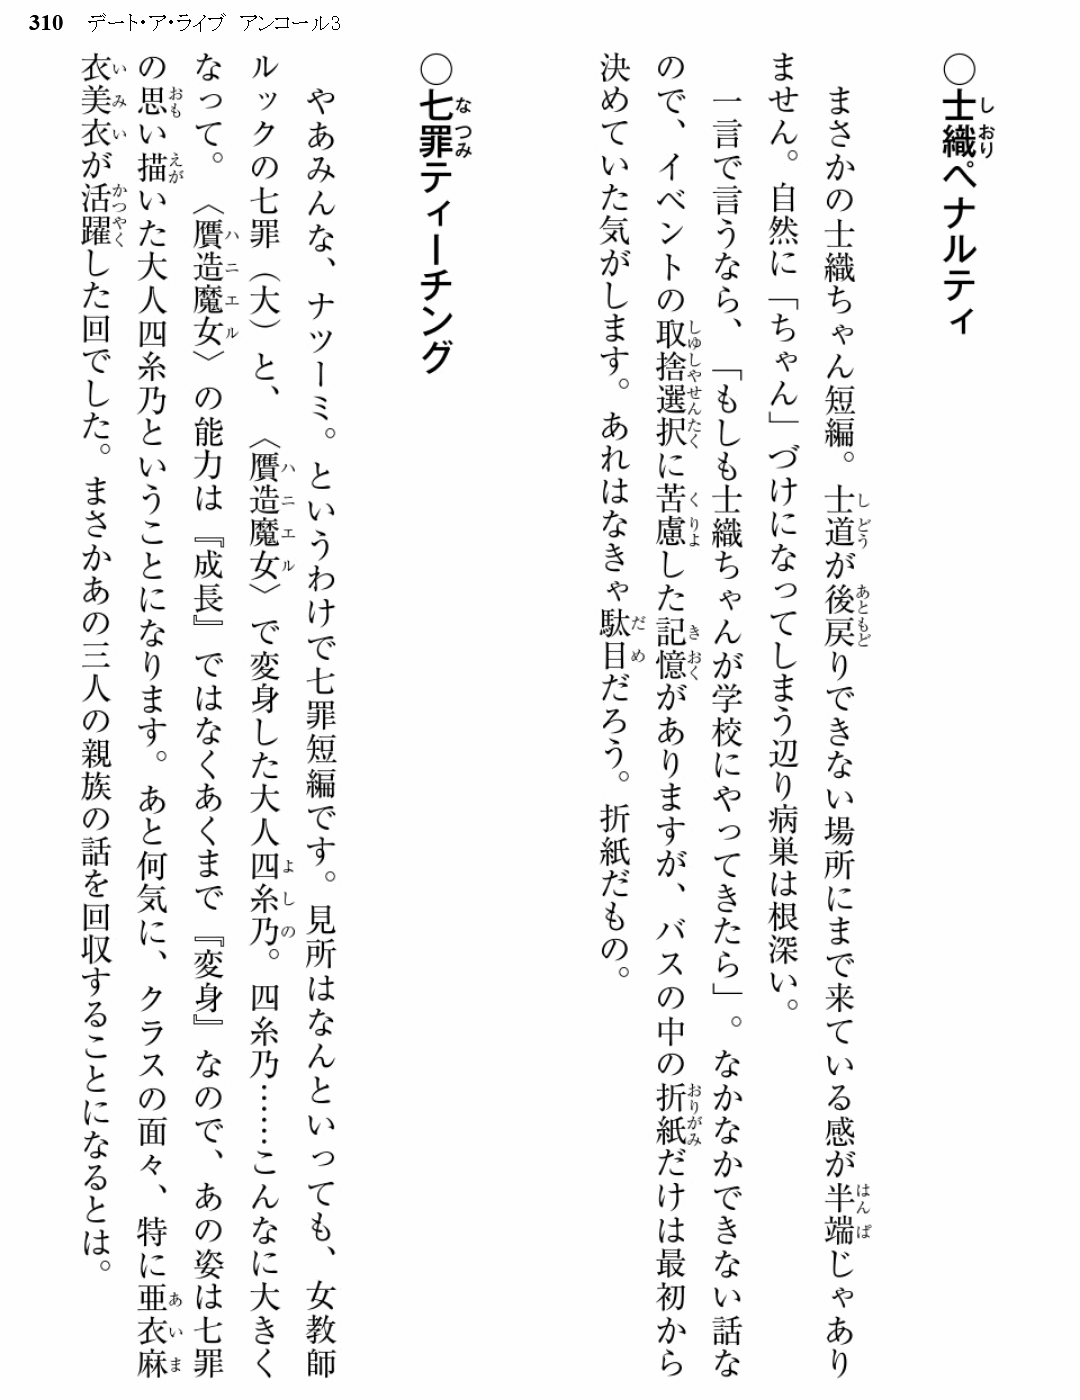 310 デート・ア・ライブ アンコール3
○士織ペナルティ
まさかの士織ちゃん短編。士道が後戻りできない場所にまで来ている感が半端じゃあり
ません。自然に「ちゃん」づけになってしまう辺り病巣は根深い。
一言で言うなら、「もしも士織ちゃんが学校にやってきたら」。なかなかできない話な
ので、イベントの取捨選択に苦慮した記憶がありますが、バスの中の折紙だけは最初から
決めていた気がします。あれはなきゃ駄目だろう。折紙だもの。
○七罪ティーチング
やあみんな、ナツーミ。というわけで七罪短編です。見所はなんといっても、女教師
ルックの七罪（大）と、〈贋造魔女〉で変身した大人四糸乃。四糸乃……こんなに大きく
なって。〈贋造魔女〉の能力は『成長』ではなくあくまで『変身』なので、あの姿は七罪
の思い描いた大人四糸乃ということになります。あと何気に、クラスの面々、特に亜衣麻
衣美衣が活躍した回でした。まさかあの三人の親族の話を回収することになるとは。